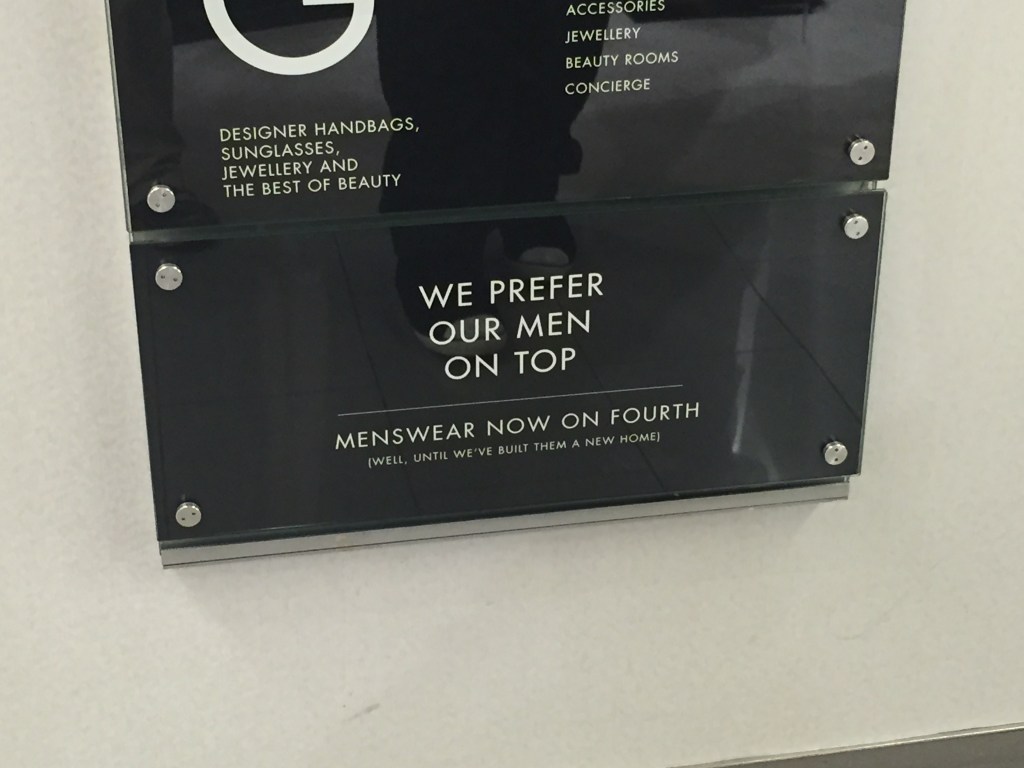 G
ACCESSORIES
JEWELLERY
BEAUTY ROOMS
CONCIERGE
DESIGNER HANDBAGS,
SUNGLASSES,
JEWELLERY AND
THE BEST OF BEAUTY
WE PREFER
OUR MEN
ON TOP
MENSWEAR NOW ON FOURTH
(WELL, UNTIL WE'VE BUILT THEM A NEW HOME)